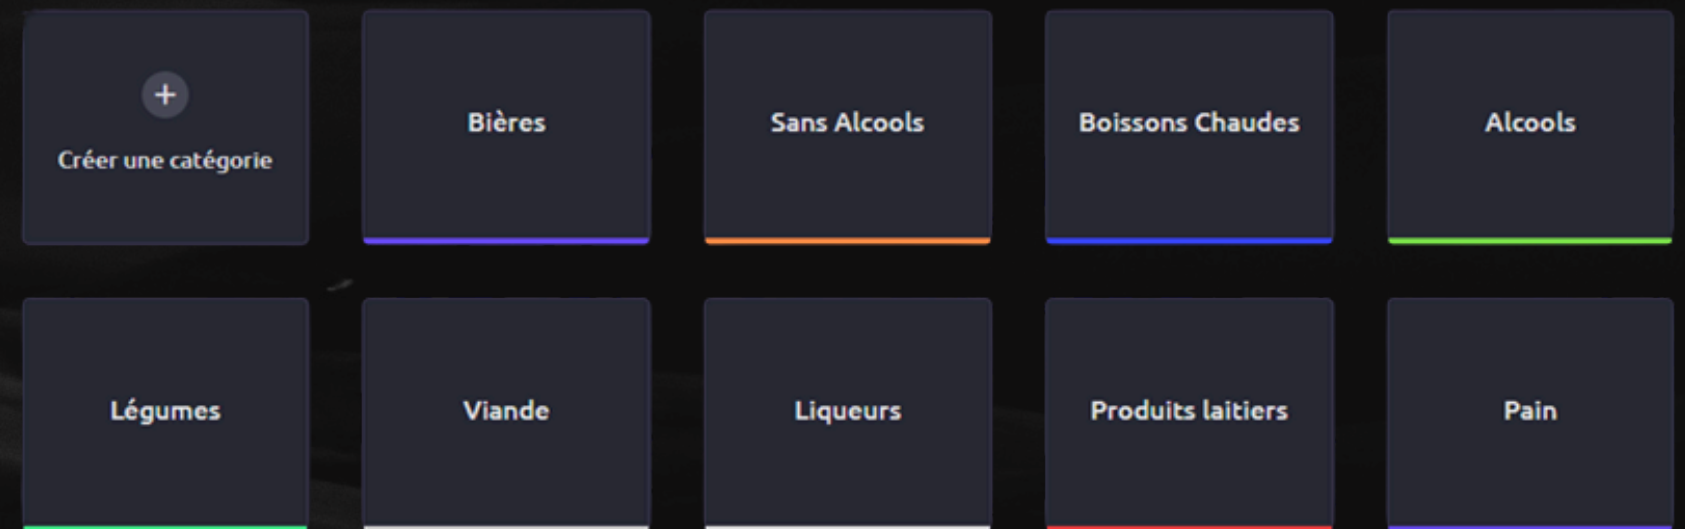 +
Créer une catégorie
Bières
Sans Alcools
Boissons Chaudes
Alcools
Légumes
Viande
Liqueurs
Produits laitiers
Pain